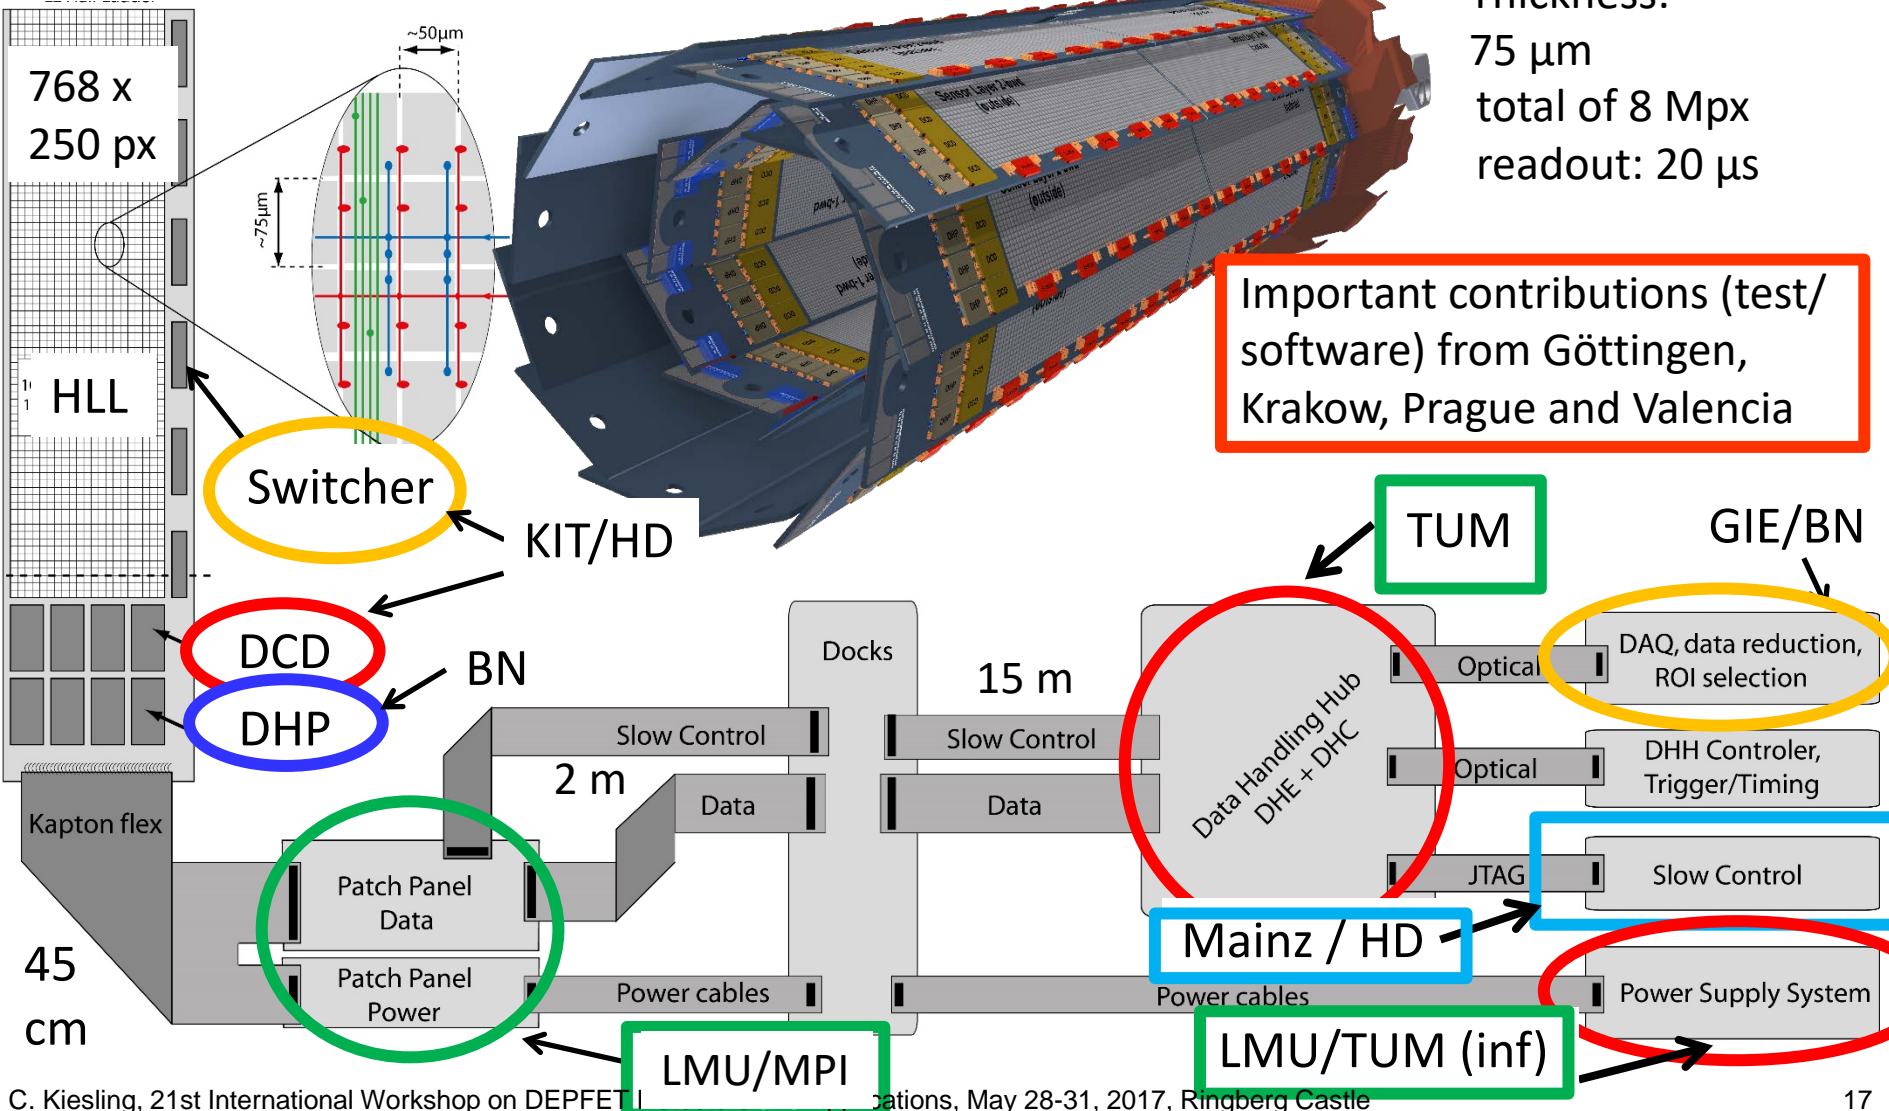 Thickness:
75 µm
total of 8 Mpx
readout: 20 µs
768 x
250 px
~50µm
~75µm
HLL
Sensor Layer 2-bwd
(outside)
Important contributions (test/
software) from Göttingen,
Krakow, Prague and Valencia
Switcher
KIT/HD
DCD
BN
DHP
TUM
GIE/BN
Docks
15 m
2 m
Slow Control
Slow Control
Data
Data
Data Handling Hub
DHE + DHC
Optical
DAQ, data reduction,
ROI selection
Optical
DHH Controler,
Trigger/Timing
JTAG
Slow Control
Kapton flex
45
cm
Patch Panel
Data
Patch Panel
Power
Power cables
Power cables
Mainz / HD
Power Supply System
LMU/MPI
LMU/TUM (inf)
C. Kiesling, 21st International Workshop on DEPFET
ations, May 28-31, 2017, Ringberg Castle
17